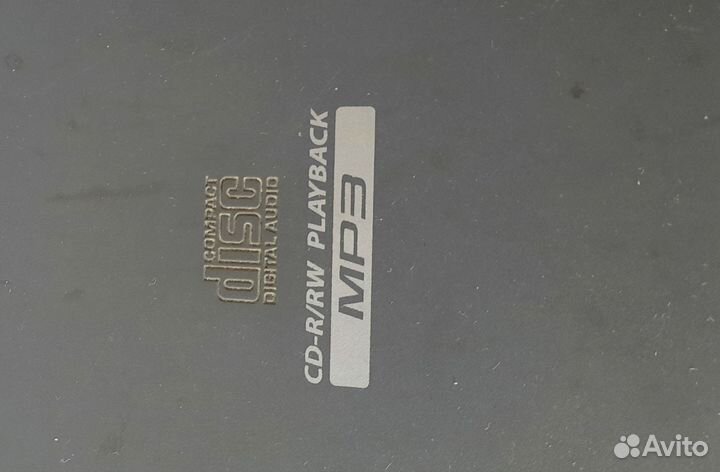 COMPACT
disc
DIGITAL AUDIO
CD-R/RW PLAYBACK
MP3
Avito